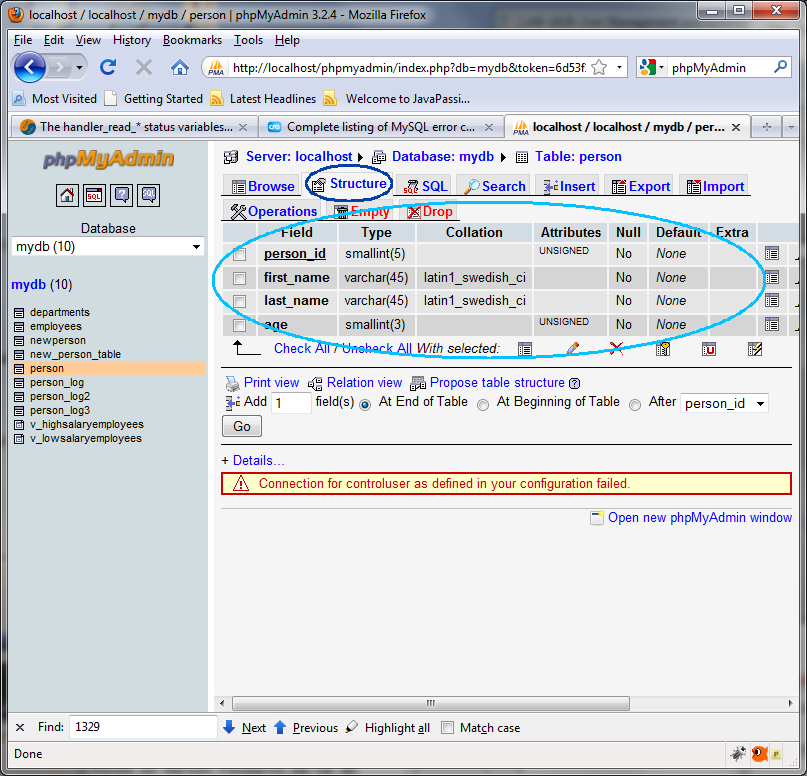 localhost / localhost / mydb / person | phpMyAdmin 3.2.4 - Mozilla Firefox
File Edit View History Bookmarks Tools Help
PMA http://localhost/phpmyadmin/index.php?db=mydb&token=6d53f phpMyAdmin
Most Visited Getting Started Latest Headlines Welcome to JavaPassi...
The handler_read_* status variables... Complete listing of MySQL error c... PMA localhost / localhost / mydb / per...
phpMyAdmin
SQL SQL
Database
mydb (10)
mydb (10)
departments
employees
newperson
new_person_table
person
person_log
person_log2
person_log3
v_highsalaryemployees
v_lowsalaryemployees
Server: localhost Database: mydb Table: person
Browse Structure SQL Search Insert Export Import
Operations Empty Drop
Field Type Collation Attributes Null Default Extra
person_id smallint(5) UNSIGNED No None
first_name varchar(45) latin1_swedish_ci No None
last_name varchar(45) latin1_swedish_ci No None
age smallint(3) UNSIGNED No None
Check All / Uncheck All With selected:
Print view Relation view Propose table structure
Add 1 field(s) At End of Table At Beginning of Table After person_id
Go
+ Details...
Connection for controluser as defined in your configuration failed.
Open new phpMyAdmin window
Find: 1329 Next Previous Highlight all Match case
Done